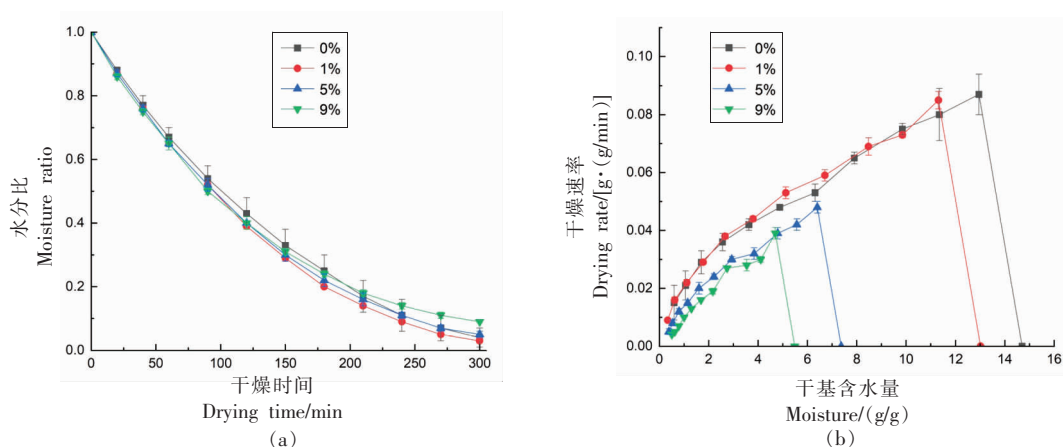 1.0
0.8
0.6
0.4
0.2
0.0
0 50 100 150 200 250 300
0%
1%
5%
9%
水分比
Moisture ratio
干燥时间
Drying time/min
(a)
0.10
0.08
0.06
0.04
0.02
0.00
0 2 4 6 8 10 12 14 16
0%
1%
5%
9%
干燥速率
Drying rate/[g·(g/min)]
干基含水量
Moisture/(g/g)
(b)